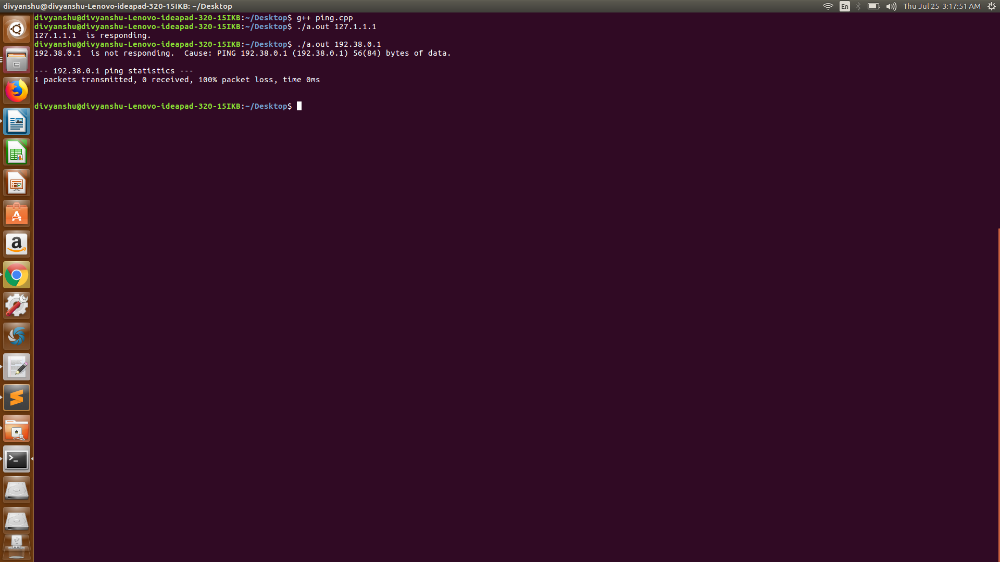 divyanshu@divyanshu-Lenovo-ideapad-320-15IKB: ~/Desktop
En
Thu Jul 25 3:17:51 AM
divyanshu@divyanshu-Lenovo-ideapad-320-15IKB:~/Desktop$ g++ ping.cpp
divyanshu@divyanshu-Lenovo-ideapad-320-15IKB:~/Desktop$ ./a.out 127.1.1.1
127.1.1.1  is responding.
divyanshu@divyanshu-Lenovo-ideapad-320-15IKB:~/Desktop$ ./a.out 192.38.0.1
192.38.0.1  is not responding.  Cause: PING 192.38.0.1 (192.38.0.1) 56(84) bytes of data.
--- 192.38.0.1 ping statistics ---
1 packets transmitted, 0 received, 100% packet loss, time 0ms
divyanshu@divyanshu-Lenovo-ideapad-320-15IKB:~/Desktop$